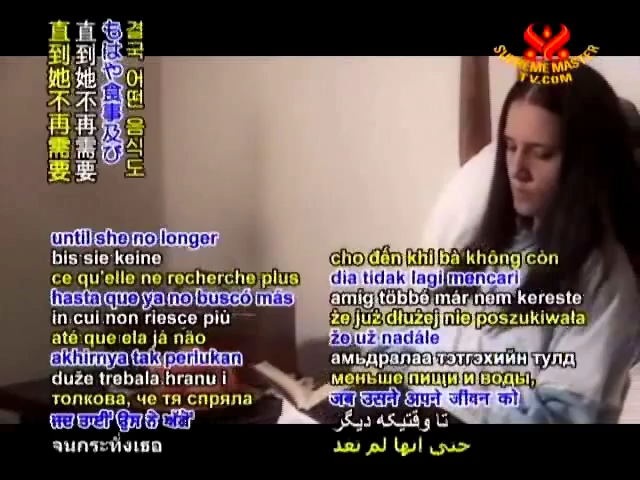 결국 어떤 음식도
もはや食事及び
直到她不再需要
直到她不再需要
SUPREME MASTER
TV.COM
until she no longer
bis sie keine
ce qu'elle ne recherche plus
hasta que ya no buscó más
in cui non riesce più
até que ela já não
akhirnya tak perlukan
duže trebala hranu i
толкова, че тя спряла
ਜਦ ਤਾਈਂ ਉਸ ਨੇ ਅੱਗੋਂ
จนกระทั่งเธอ
cho đến khi bà không còn
dia tidak lagi mencari
amíg többé már nem kereste
że już dłużej nie poszukiwała
že už nadále
амьдралаа тэтгэхийн тулд
меньше пищи и воды,
जब उसने अपने जीवन को
تا وقتیکه دیگر
حتى انها لم تعد